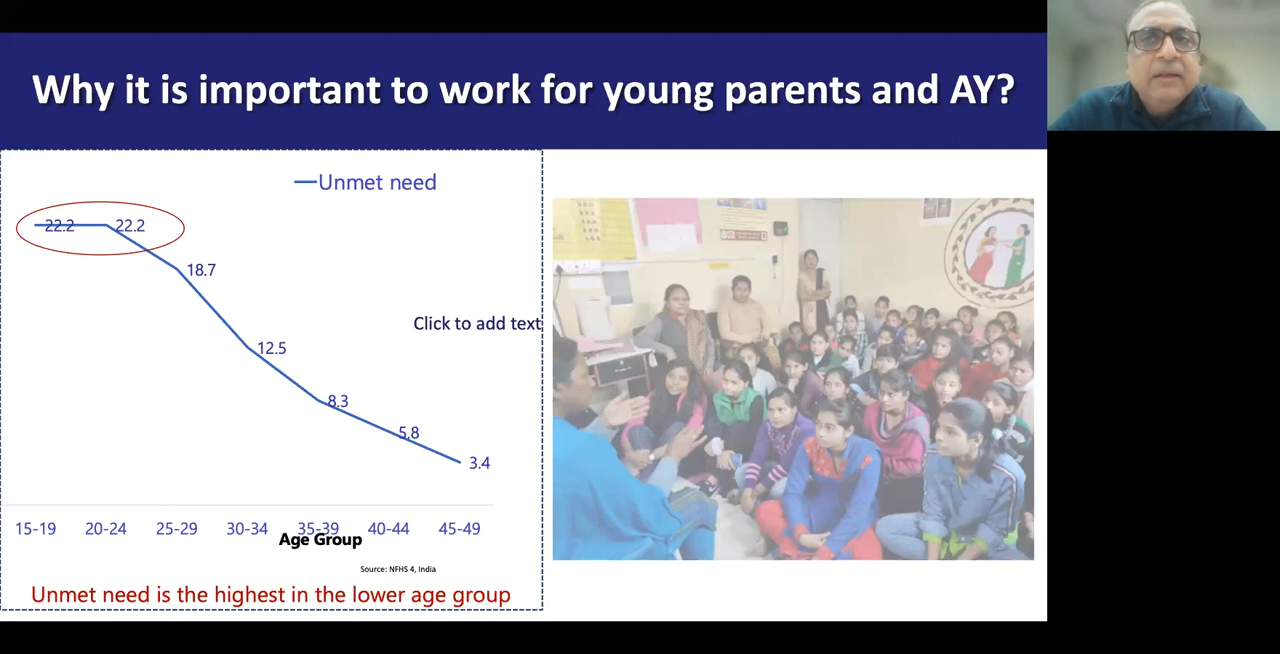 Why it is important to work for young parents and AY?
Unmet need
22.2
22.2
18.7
12.5
8.3
5.8
3.4
Click to add text
15-19 20-24 25-29 30-34 35-39 40-44 45-49
Age Group
Source: NFHS 4, India
Unmet need is the highest in the lower age group